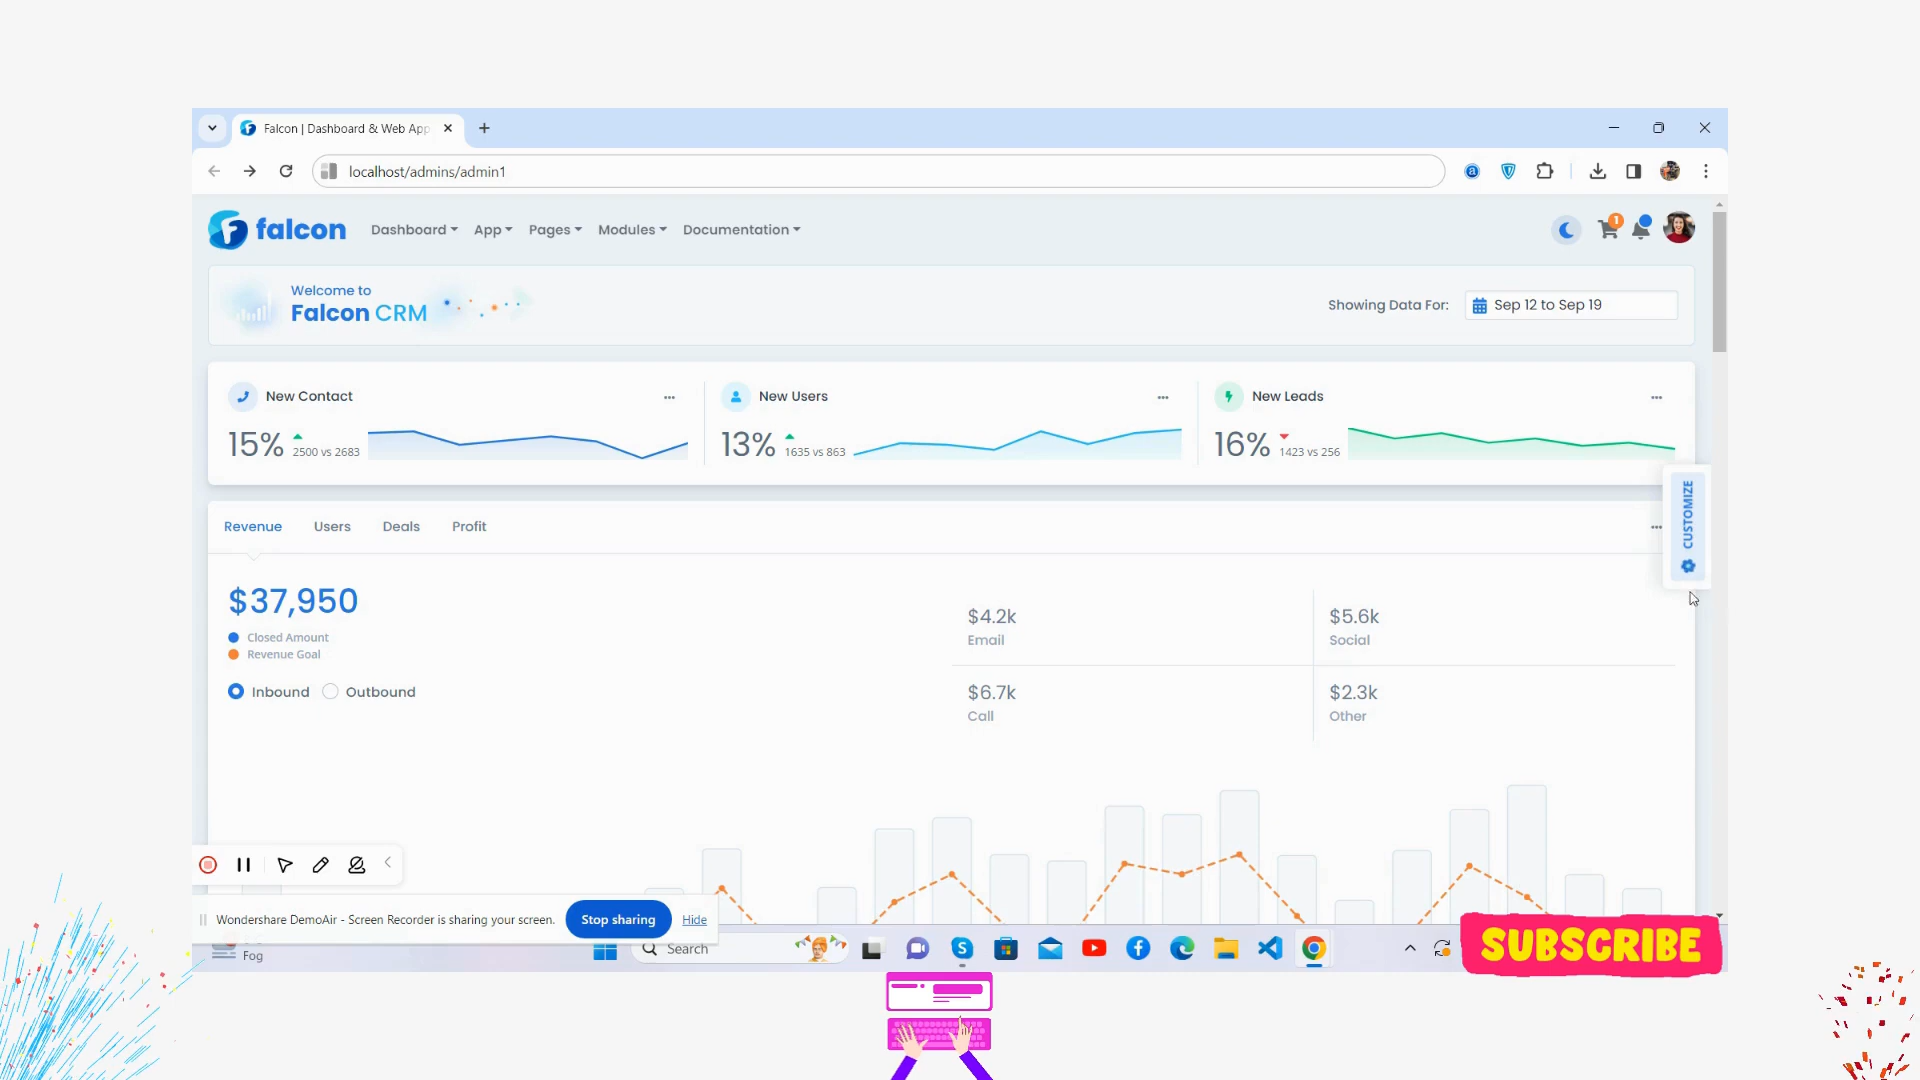 Falcon | Dashboard & Web App
localhost/admins/admin1
falcon
Dashboard
App
Pages
Modules
Documentation
1
Welcome to
Falcon CRM
Showing Data For:
Sep 12 to Sep 19
New Contact
15%
2500 vs 2683
New Users
13%
1635 vs 863
New Leads
16%
1423 vs 256
CUSTOMIZE
Revenue
Users
Deals
Profit
$37,950
Closed Amount
Revenue Goal
Inbound
Outbound
$4.2k
Email
$5.6k
Social
$6.7k
Call
$2.3k
Other
Wondershare DemoAir - Screen Recorder is sharing your screen.
Stop sharing
Hide
Fog
Search
SUBSCRIBE